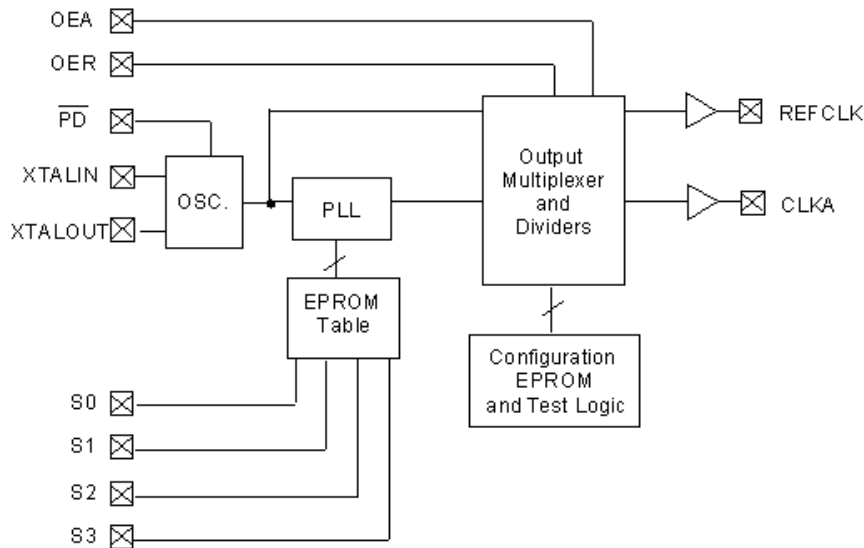 OEA
OER
PD
XTALIN
XTALOUT
OSC.
PLL
EPROM
Table
Output
Multiplexer
and
Dividers
REFCLK
CLKA
Configuration
EPROM
and Test Logic
S0
S1
S2
S3